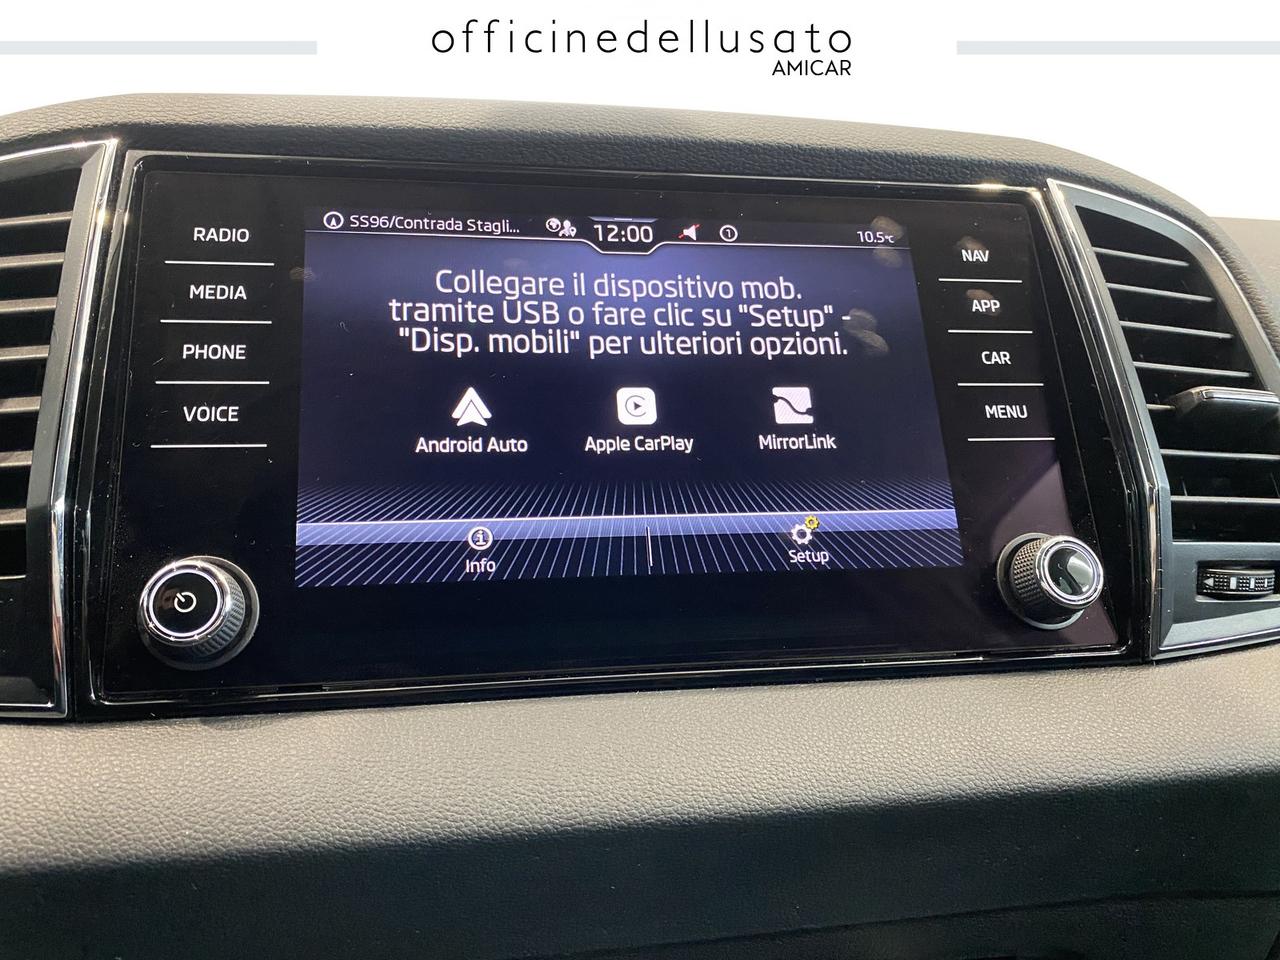 officinedellusato
AMICAR
RADIO
MEDIA
PHONE
VOICE
SS96/Contrada Stagli...
12:00
1
10.5°C
Collegare il dispositivo mob.
tramite USB o fare clic su "Setup" -
"Disp. mobili" per ulteriori opzioni.
Android Auto
Apple CarPlay
MirrorLink
Info
Setup
NAV
APP
CAR
MENU